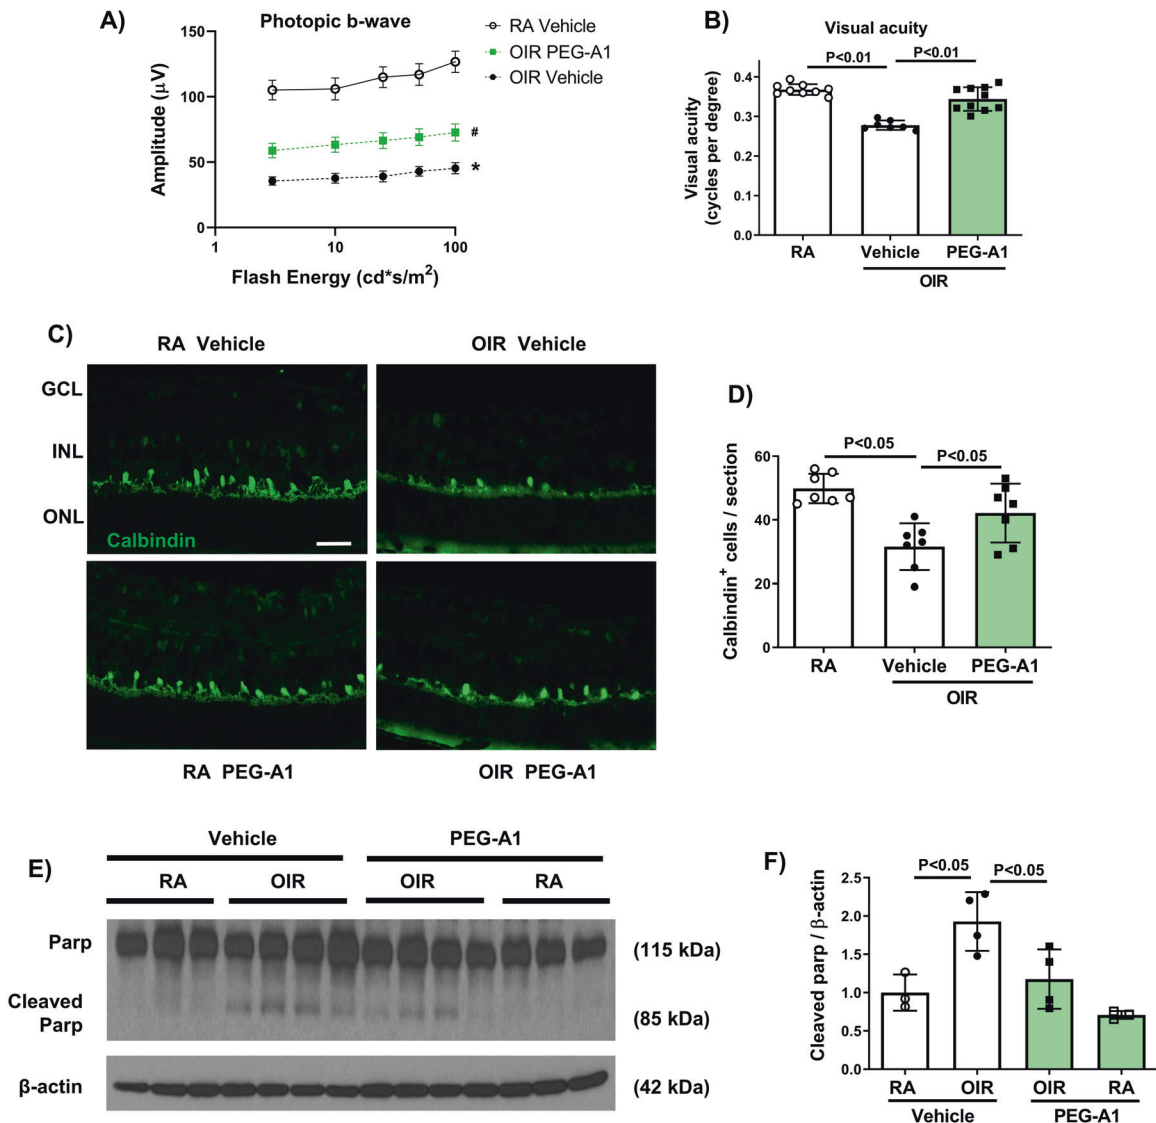 A)
Photopic b-wave
RA Vehicle
OIR PEG-A1
OIR Vehicle
Amplitude (μV)
150
100
50
0
#
*
1
10
100
Flash Energy (cd*s/m²)
B)
Visual acuity
P<0.01
P<0.01
Visual acuity
(cycles per degree)
0.4
0.3
0.2
0.1
0.0
RA
Vehicle
PEG-A1
OIR
C)
RA Vehicle
OIR Vehicle
GCL
INL
ONL
Calbindin
RA PEG-A1
OIR PEG-A1
D)
P<0.05
P<0.05
Calbindin⁺ cells / section
60
40
20
0
RA
Vehicle
PEG-A1
OIR
E)
Vehicle
PEG-A1
RA
OIR
OIR
RA
Parp
(115 kDa)
Cleaved
Parp
(85 kDa)
β-actin
(42 kDa)
F)
P<0.05
P<0.05
Cleaved parp / β-actin
2.5
2.0
1.5
1.0
0.5
0.0
RA
OIR
OIR
RA
Vehicle
PEG-A1